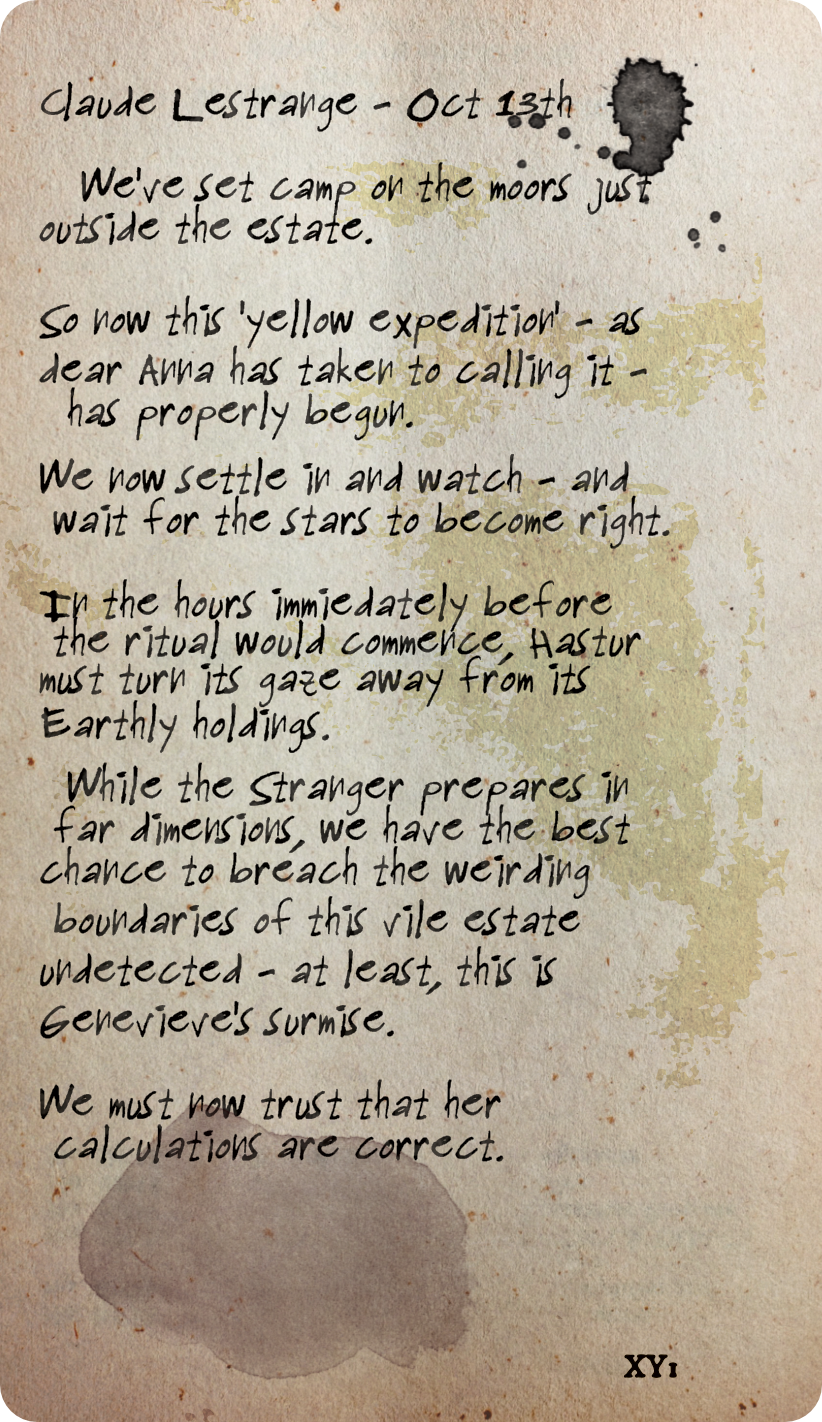 Claude Lestrange - Oct 13th
We've set camp on the moors just
outside the estate.
So now this 'yellow expedition' - as
dear Anna has taken to calling it -
has properly begun.
We now settle in and watch - and
wait for the stars to become right.
In the hours immiedately before
the ritual would commence, Hastur
must turn its gaze away from its
Earthly holdings.
While the Stranger prepares in
far dimensions, we have the best
chance to breach the weirding
boundaries of this vile estate
undetected - at least, this is
Genevieve's surmise.
We must now trust that her
calculations are correct.
XY1